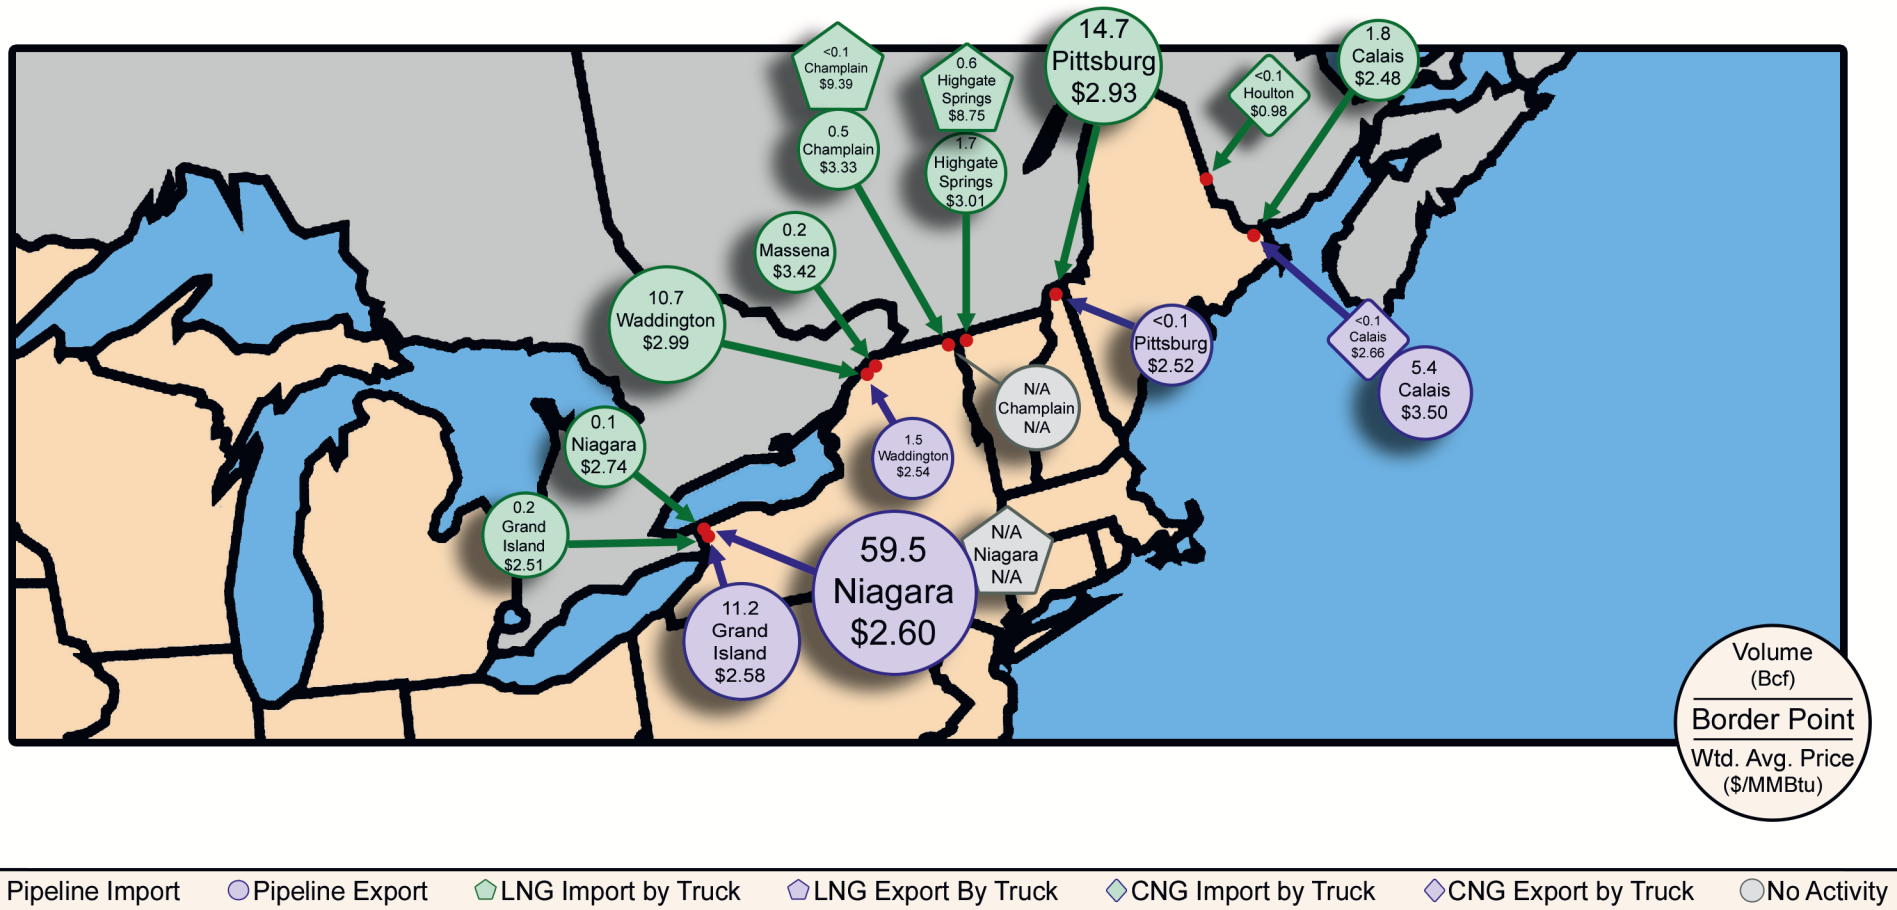 <0.1
Champlain
$9.39
0.5
Champlain
$3.33
0.6
Highgate
Springs
$8.75
1.7
Highgate
Springs
$3.01
14.7
Pittsburg
$2.93
<0.1
Houlton
$0.98
1.8
Calais
$2.48
0.2
Massena
$3.42
10.7
Waddington
$2.99
<0.1
Pittsburg
$2.52
<0.1
Calais
$2.66
5.4
Calais
$3.50
N/A
Champlain
N/A
0.1
Niagara
$2.74
1.5
Waddington
$2.54
0.2
Grand
Island
$2.51
59.5
Niagara
$2.60
N/A
Niagara
N/A
11.2
Grand
Island
$2.58
Volume
(Bcf)
Border Point
Wtd. Avg. Price
($/MMBtu)
Pipeline Import
Pipeline Export
LNG Import by Truck
LNG Export By Truck
CNG Import by Truck
CNG Export by Truck
No Activity